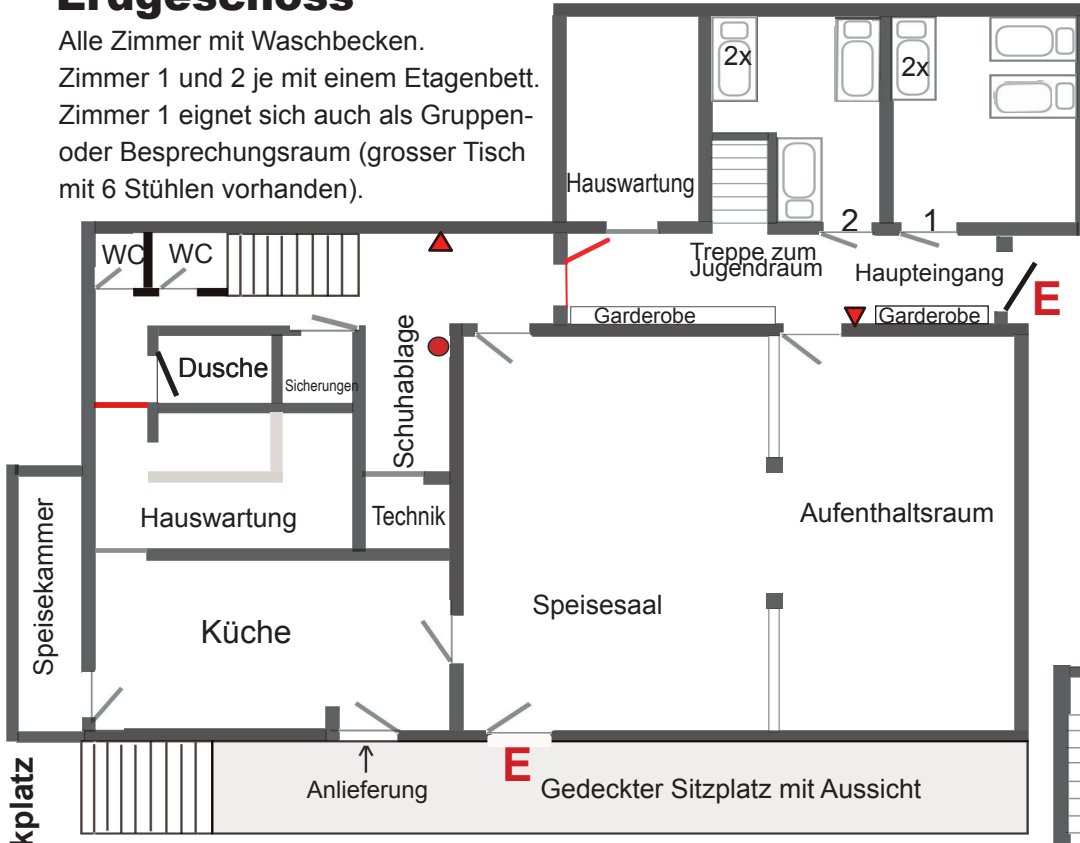 Erdgeschoss
Alle Zimmer mit Waschbecken.
Zimmer 1 und 2 je mit einem Etagenbett.
Zimmer 1 eignet sich auch als Gruppen-
oder Besprechungsraum (grosser Tisch
mit 6 Stühlen vorhanden).
2x
2x
Hauswartung
2
1
WC
WC
Treppe zum
Jugendraum
Haupteingang
E
Garderobe
Garderobe
Dusche
Sicherungen
Schuhablage
Hauswartung
Technik
Speisekammer
Küche
Speisesaal
Aufenthaltsraum
E
Anlieferung
Gedeckter Sitzplatz mit Aussicht
kplatz